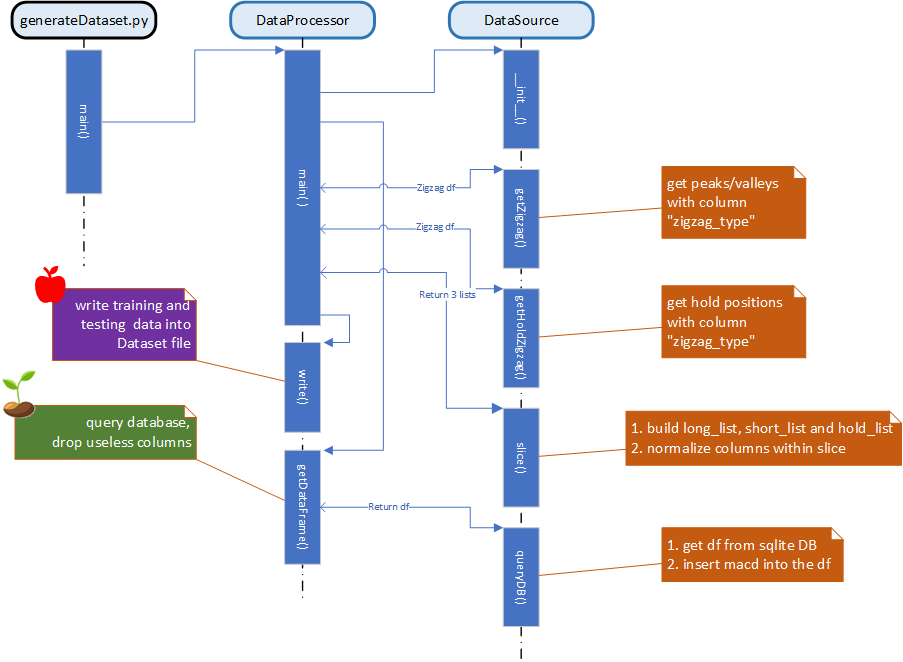 generateDataset.py
DataProcessor
DataSource
main()
main( )
__init__()
Zigzag df
getZigzag()
get peaks/valleys
with column
"zigzag_type"
Zigzag df
Return 3 lists
getHoldZigzag()
get hold positions
with column
"zigzag_type"
write training and
testing  data into
Dataset file
write()
query database,
drop useless columns
slice()
1. build long_list, short_list and hold_list
2. normalize columns within slice
getDataFrame()
Return df
queryDB()
1. get df from sqlite DB
2. insert macd into the df